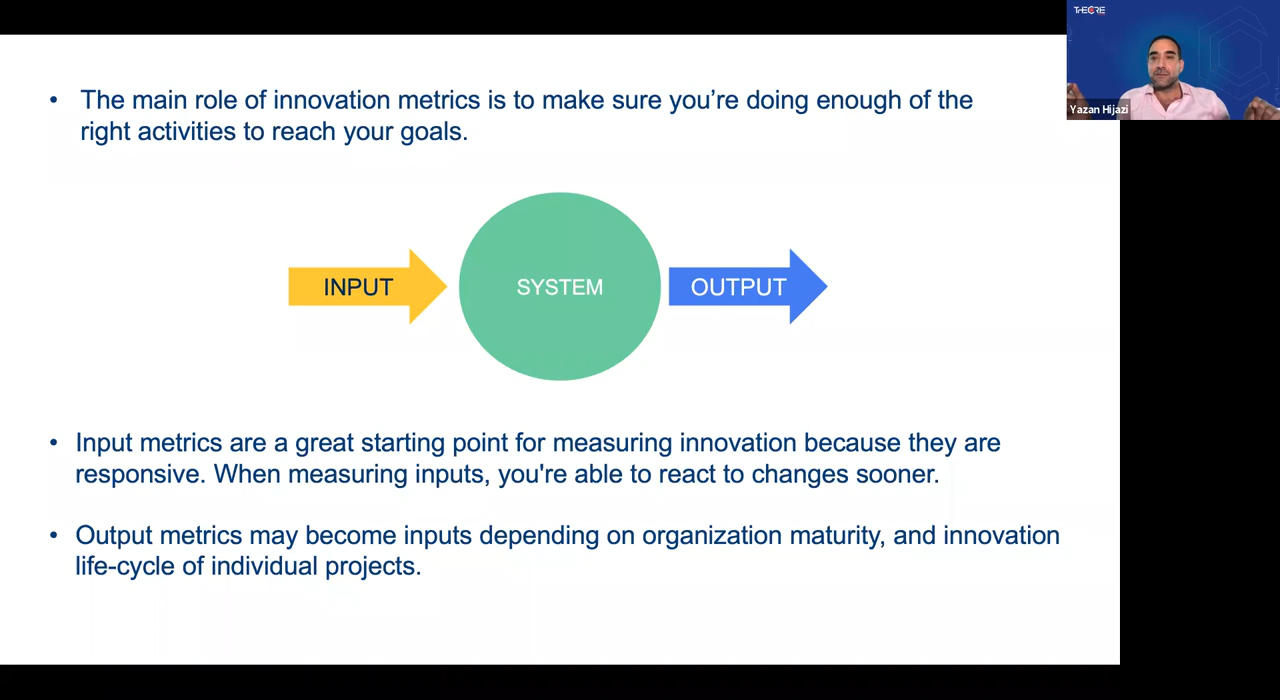 THECORE
Yazan Hijazi
• The main role of innovation metrics is to make sure you’re doing enough of the
right activities to reach your goals.
INPUT
SYSTEM
OUTPUT
• Input metrics are a great starting point for measuring innovation because they are
responsive. When measuring inputs, you're able to react to changes sooner.
• Output metrics may become inputs depending on organization maturity, and innovation
life-cycle of individual projects.